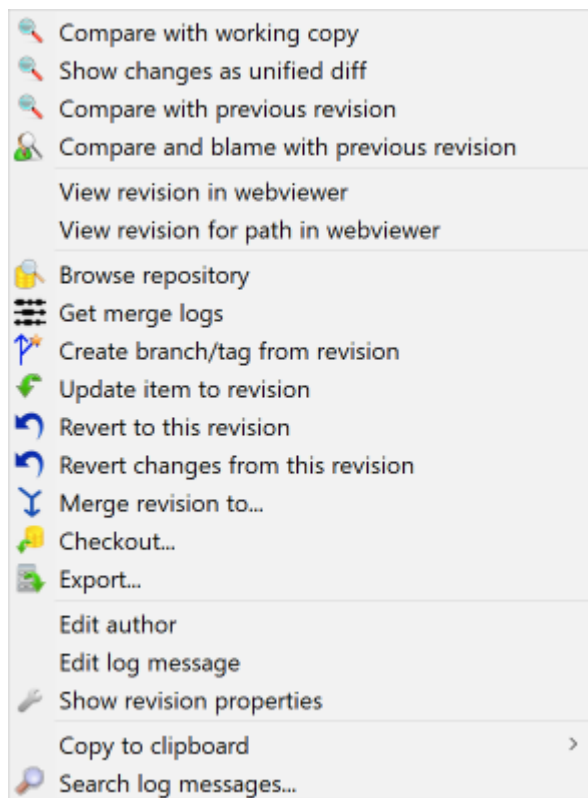 Compare with working copy
Show changes as unified diff
Compare with previous revision
Compare and blame with previous revision
View revision in webviewer
View revision for path in webviewer
Browse repository
Get merge logs
Create branch/tag from revision
Update item to revision
Revert to this revision
Revert changes from this revision
Merge revision to...
Checkout...
Export...
Edit author
Edit log message
Show revision properties
Copy to clipboard
Search log messages...